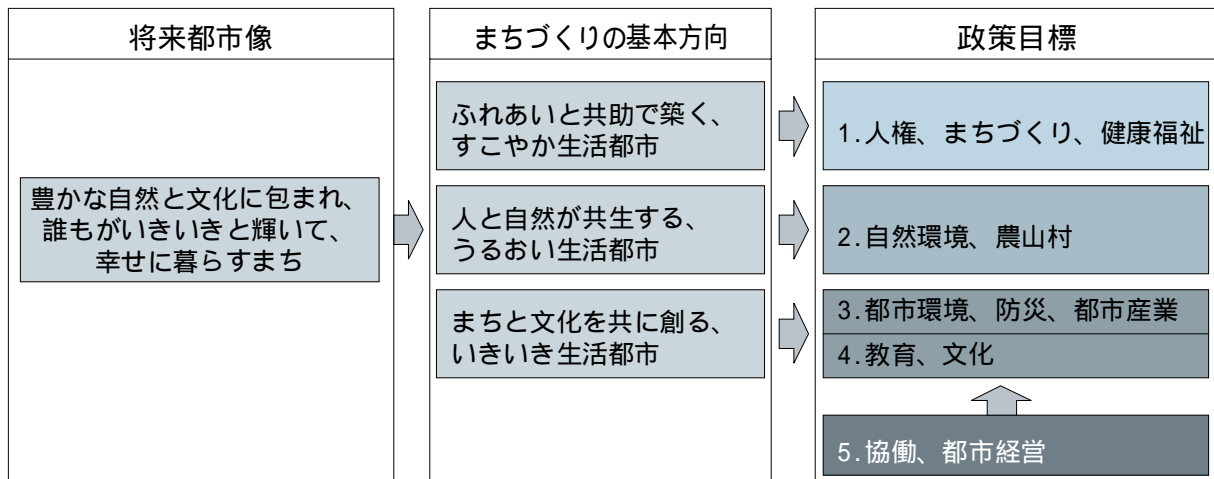 将来都市像
豊かな自然と文化に包まれ、
誰もがいきいきと輝いて、
幸せに暮らすまち
まちづくりの基本方向
ふれあいと共助で築く、
すこやか生活都市
人と自然が共生する、
うるおい生活都市
まちと文化を共に創る、
いきいき生活都市
政策目標
1.人権、まちづくり、健康福祉
2.自然環境、農山村
3.都市環境、防災、都市産業
4.教育、文化
5.協働、都市経営